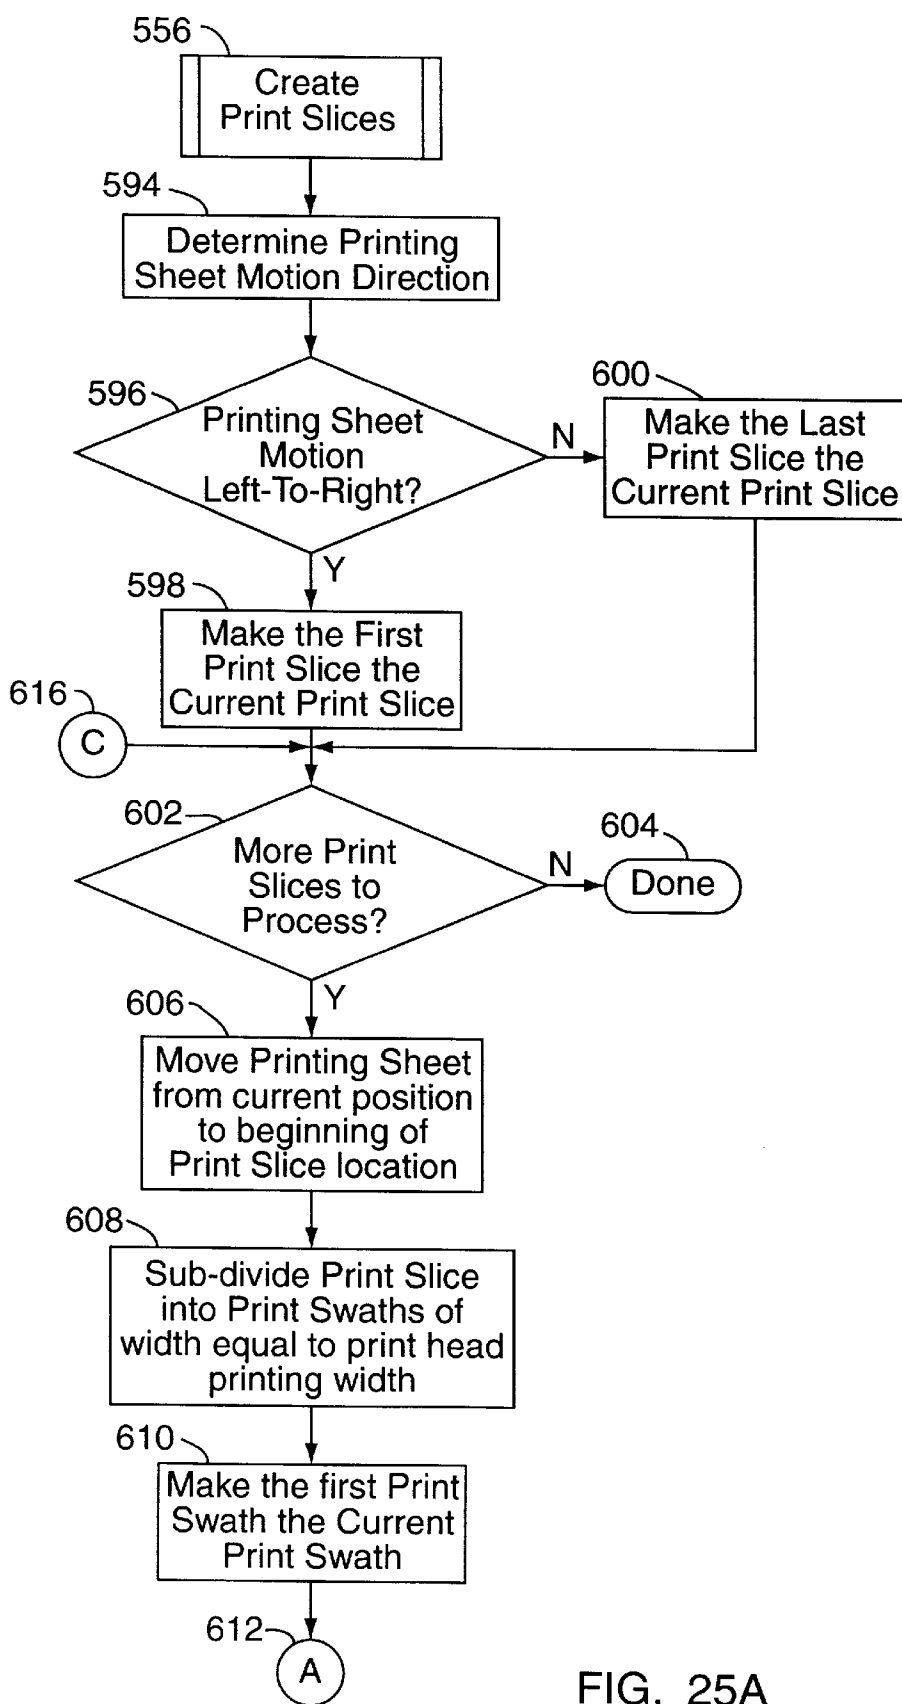 556
Create
Print Slices
594
Determine Printing
Sheet Motion Direction
596
Printing Sheet
Motion
Left-To-Right?
N
600
Make the Last
Print Slice the
Current Print Slice
Y
598
Make the First
Print Slice the
Current Print Slice
616
C
602
More Print
Slices to
Process?
N
604
Done
Y
606
Move Printing Sheet
from current position
to beginning of
Print Slice location
608
Sub-divide Print Slice
into Print Swaths of
width equal to print head
printing width
610
Make the first Print
Swath the Current
Print Swath
612
A
FIG. 25A